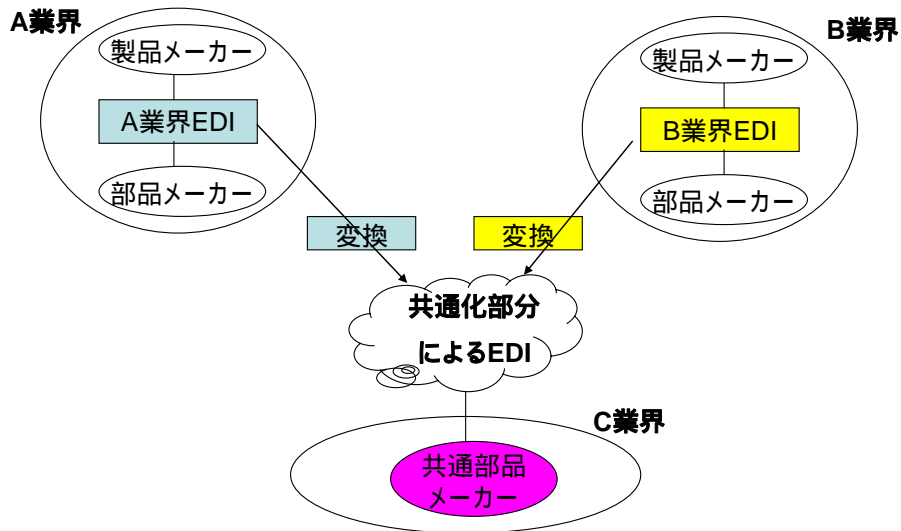 A業界
製品メーカー
A業界EDI
部品メーカー
B業界
製品メーカー
B業界EDI
部品メーカー
変換
変換
共通化部分
によるEDI
C業界
共通部品
メーカー